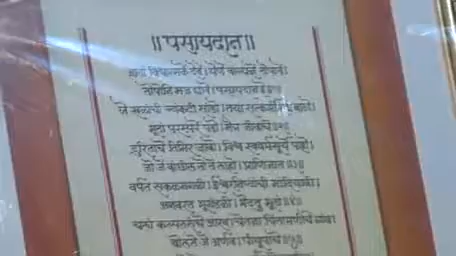 ॥ पसायदान ॥
आतां विश्वात्मकें देवें । येणें वाग्यज्ञें तोषावें ।
तोषोनि मज द्यावें । पसायदान हें ॥१॥
जे खळांची व्यंकटी सांडो । तयां सत्कर्मीं रती वाढो ।
भूतां परस्परें पडो । मैत्र जीवांचें ॥२॥
दुरितांचें तिमिर जावो । विश्व स्वधर्मसूर्यें पाहो ।
जो जें वांछील तो तें लाहो । प्राणिजात ॥३॥
वर्षत सकळमंगळीं । ईश्वरनिष्ठांची मांदियाळी ।
अनवरत भूमंडळीं । भेटतु भूतां ॥४॥
चलां कल्पतरूंचे आरव । चेतना चिंतामणींचें गांव ।
बोलते जे अर्णव । पीयूषांचे ॥५॥